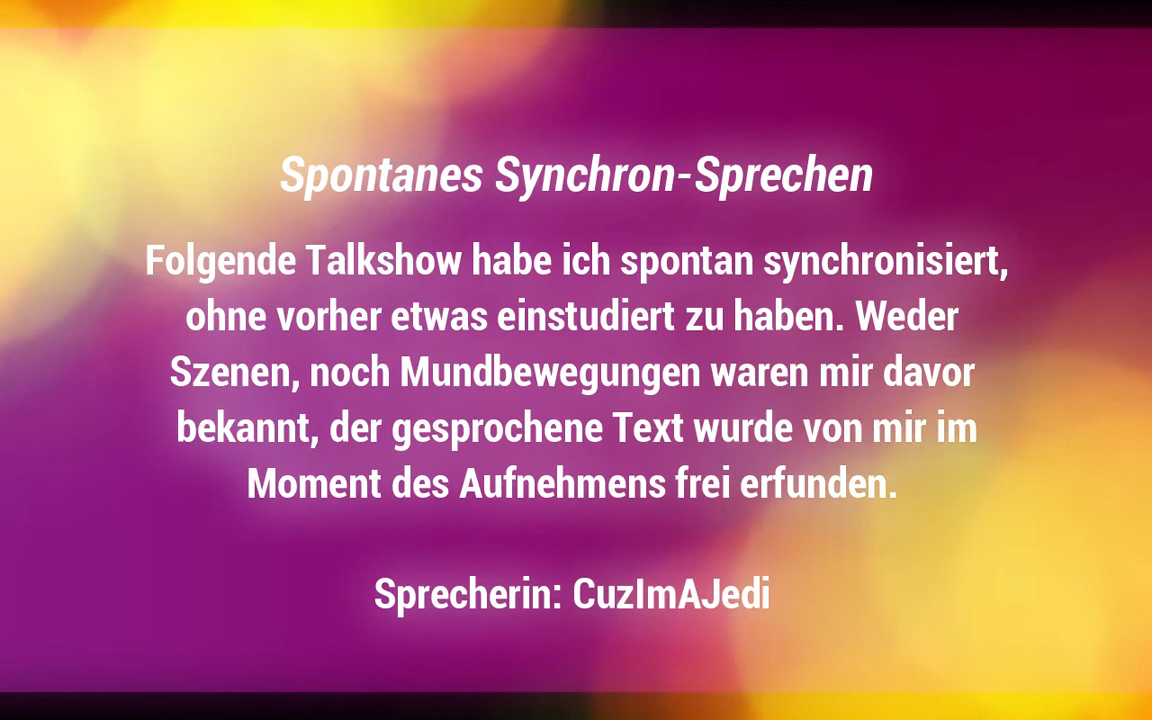 Spontanes Synchron-Sprechen
Folgende Talkshow habe ich spontan synchronisiert,
ohne vorher etwas einstudiert zu haben. Weder
Szenen, noch Mundbewegungen waren mir davor
bekannt, der gesprochene Text wurde von mir im
Moment des Aufnehmens frei erfunden.
Sprecherin: CuzImAJedi